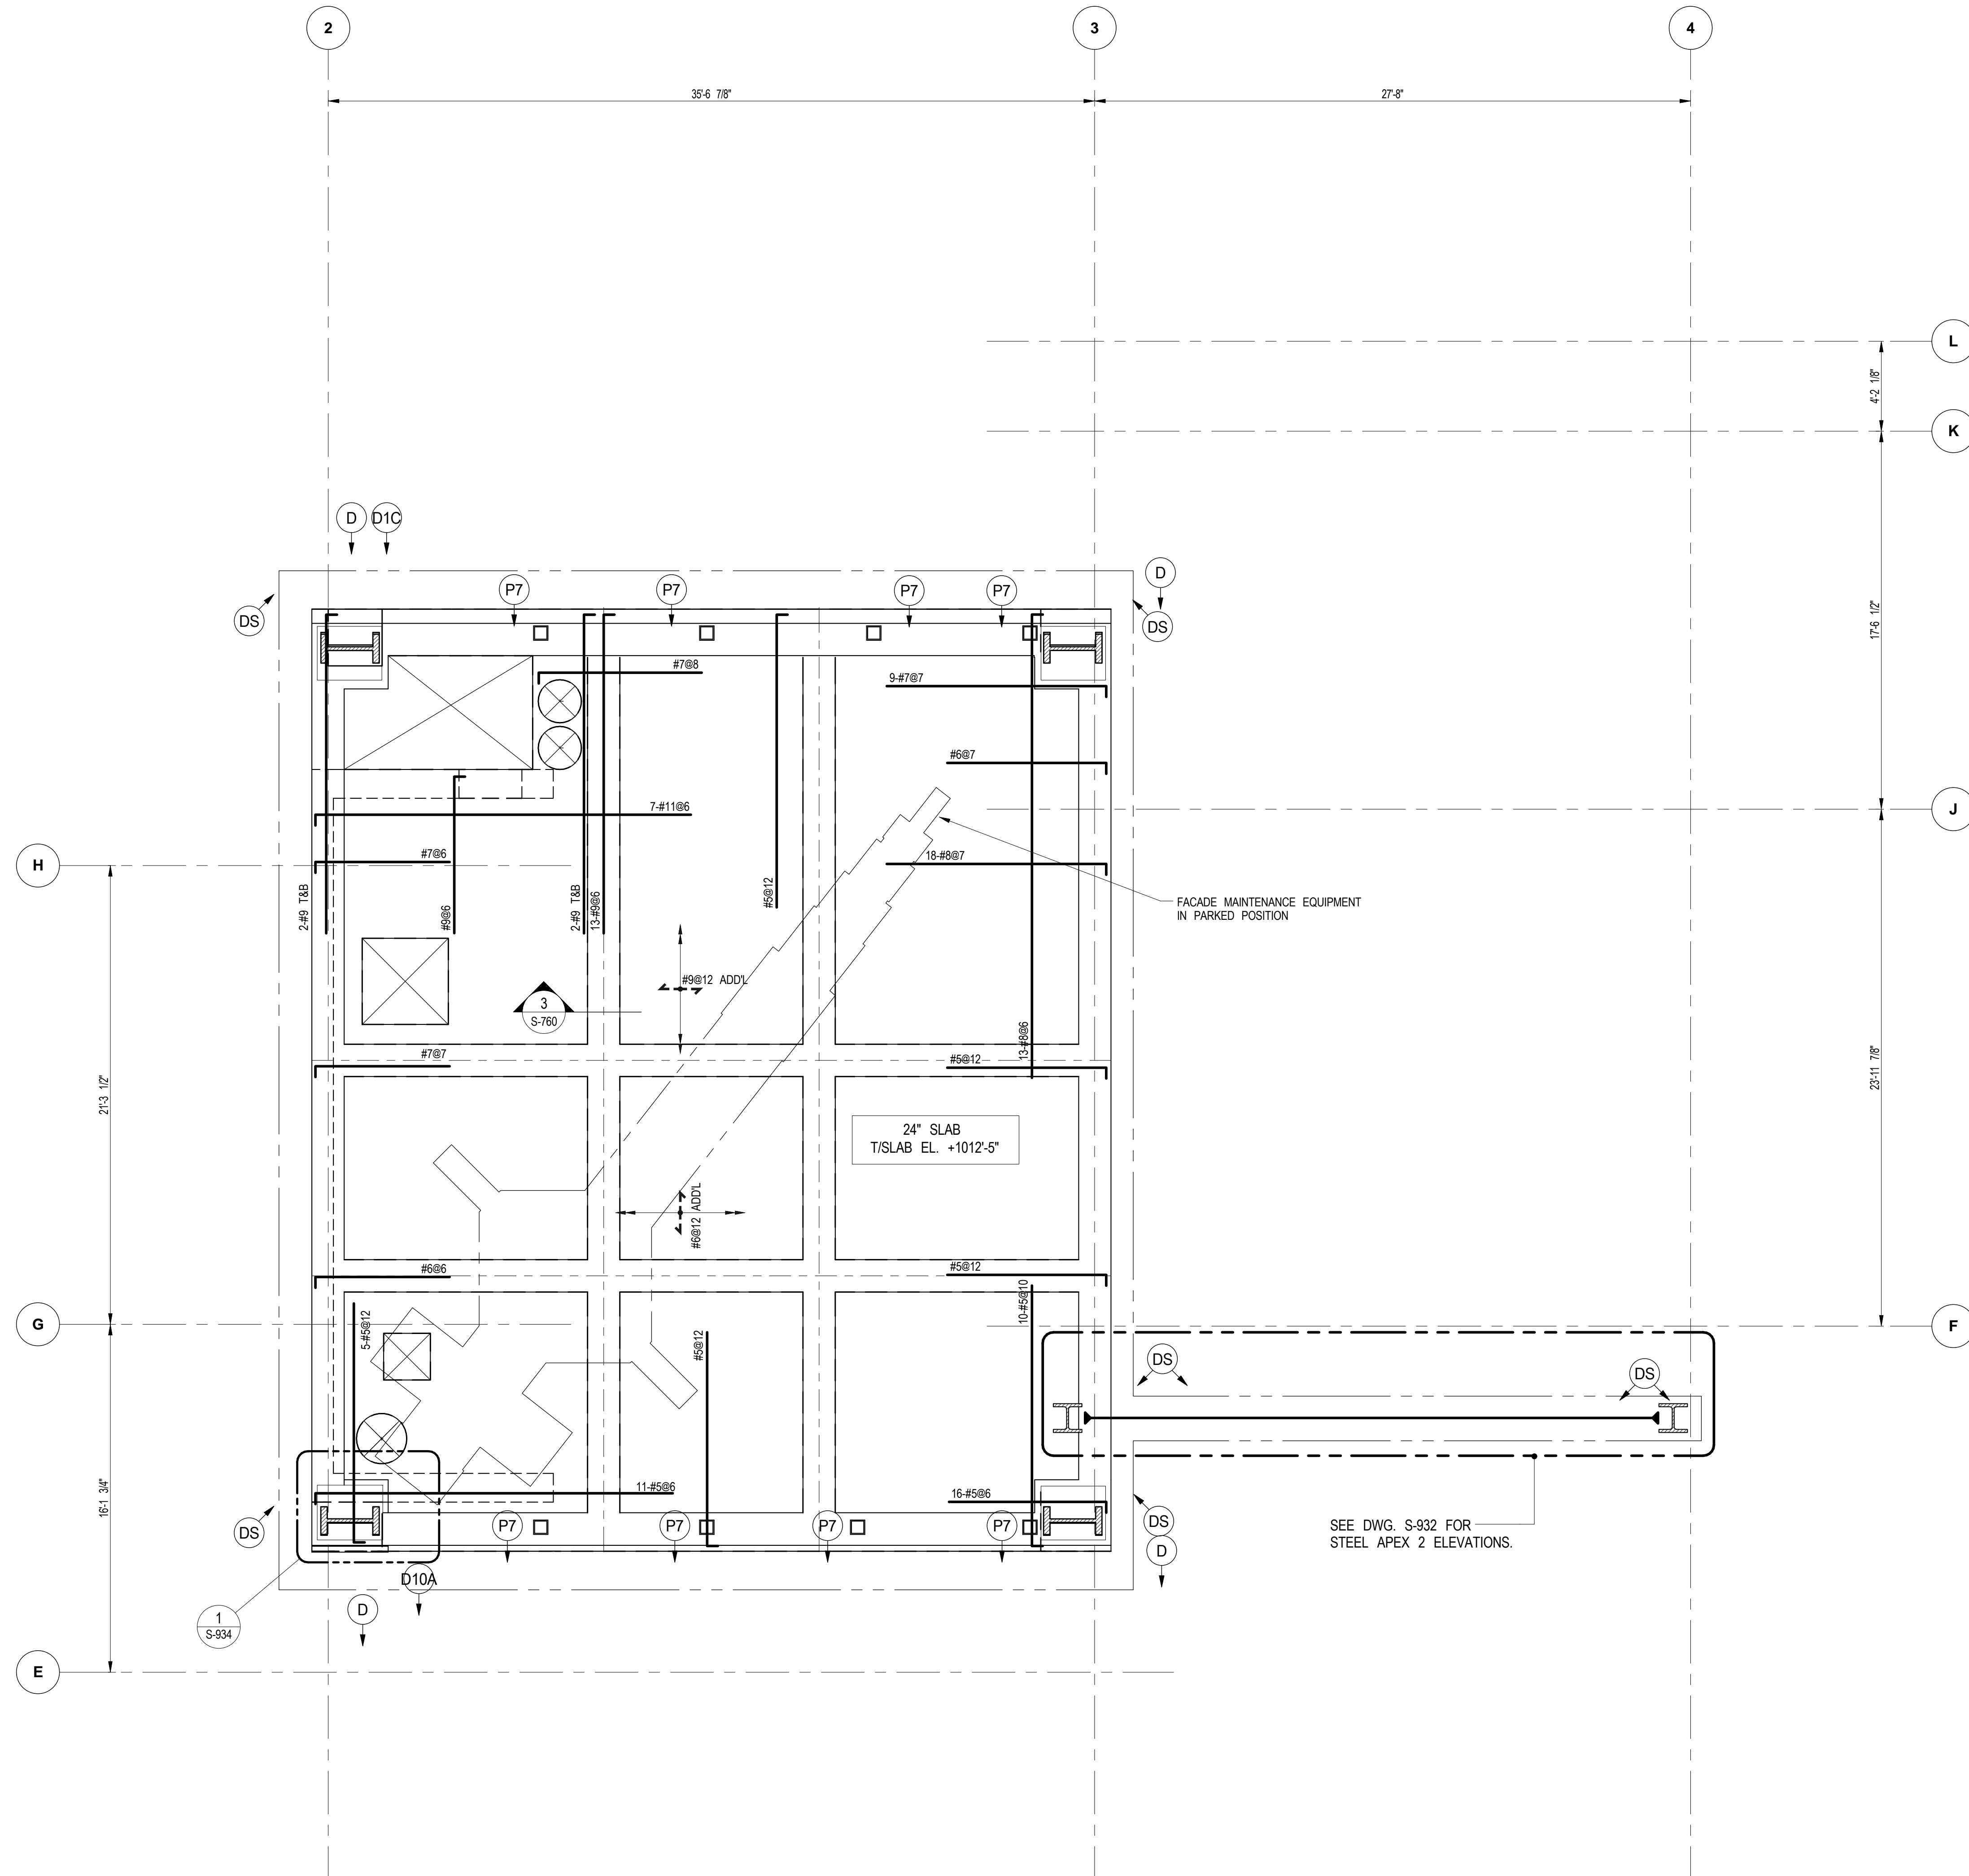 2
3
4
35'-6 7/8"
27'-8"
L
4'-2 1/8"
K
17'-6 1/2"
D
D1C
D
P7
P7
P7
P7
DS
DS
#7@8
9-#7@7
#6@7
7-#11@6
J
#7@6
18-#8@7
H
2-#9 T&B
#9@6
2-#9 T&B
13-#9@6
#5@12
FACADE MAINTENANCE EQUIPMENT
IN PARKED POSITION
#9@12 ADD'L
3
S-760
13-#8@6
#7@7
#5@12
21'-3 1/2"
23'-11 7/8"
24" SLAB
T/SLAB EL. +1012'-5"
#6@12 ADD'L
#6@6
#5@12
10-#5@10
G
F
5-#5@12
#5@12
DS
DS
16'-1 3/4"
11-#5@6
16-#5@6
DS
P7
P7
P7
P7
DS
SEE DWG. S-932 FOR
STEEL APEX 2 ELEVATIONS.
D
D10A
D
1
S-934
E